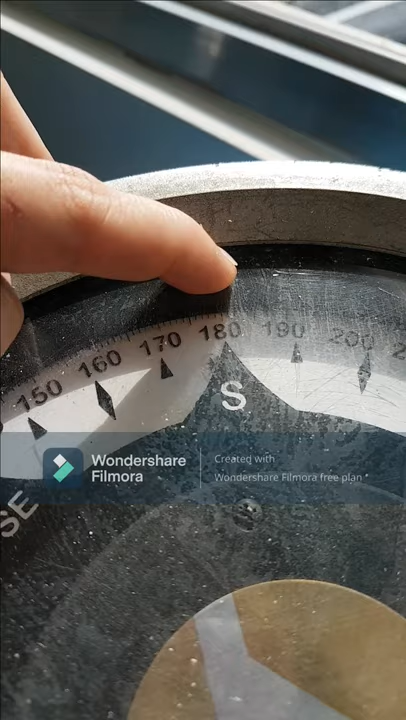 150 160 170 180 190 200
S
SE
Wondershare
Filmora
Created with
Wondershare Filmora free plan